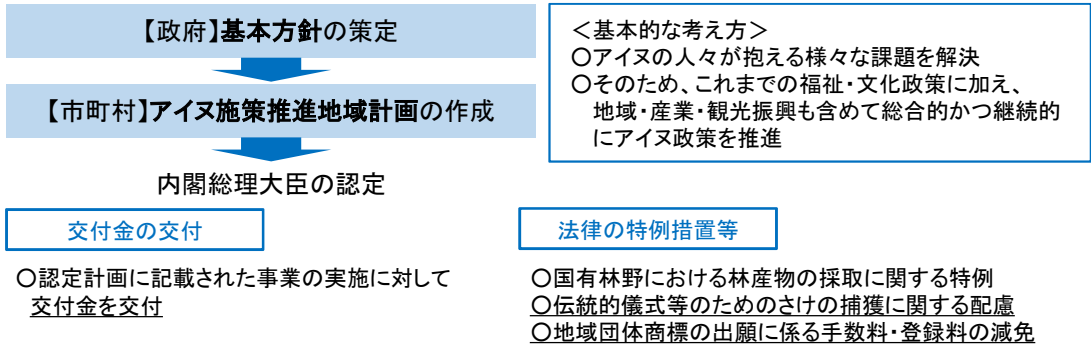 【政府】基本方針の策定
【市町村】アイヌ施策推進地域計画の作成
内閣総理大臣の認定
＜基本的な考え方＞
○アイヌの人々が抱える様々な課題を解決
○そのため、これまでの福祉・文化政策に加え、
地域・産業・観光振興も含めて総合的かつ継続的
にアイヌ政策を推進
交付金の交付
○認定計画に記載された事業の実施に対して
交付金を交付
法律の特例措置等
○国有林野における林産物の採取に関する特例
○伝統的儀式等のためのさけの捕獲に関する配慮
○地域団体商標の出願に係る手数料・登録料の減免